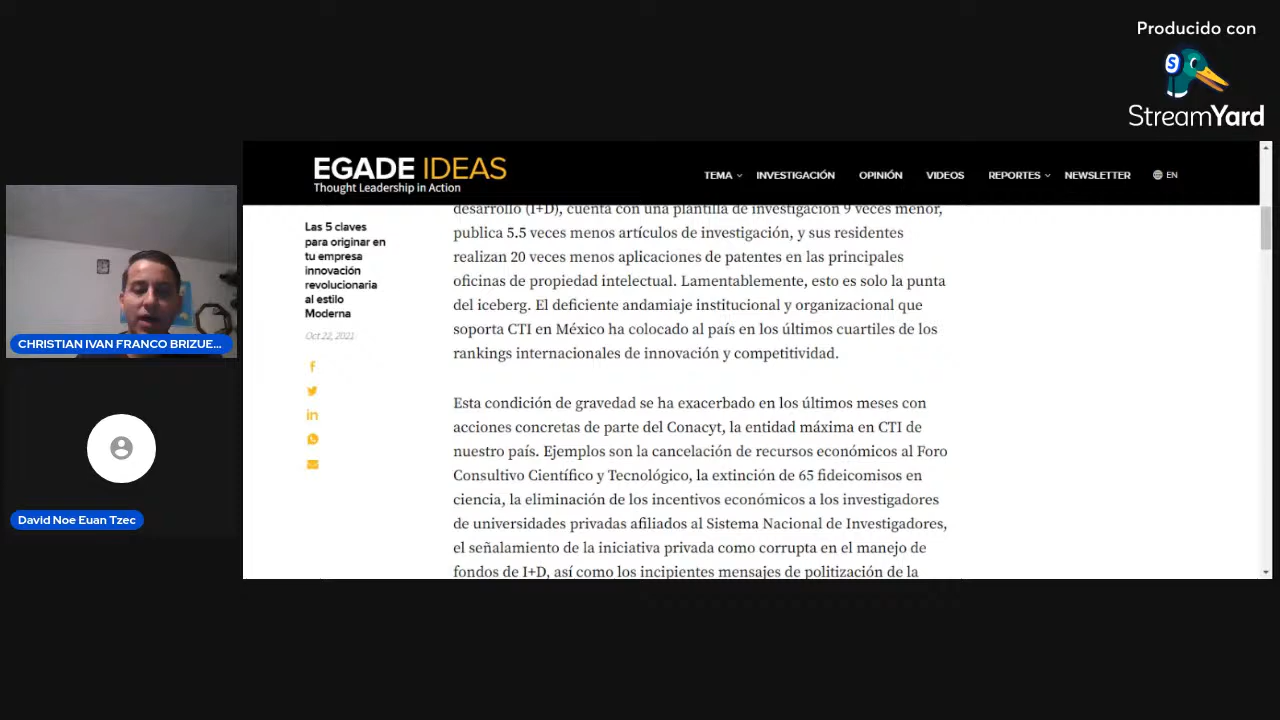 Producido con
StreamYard
EGADE IDEAS
Thought Leadership in Action
TEMA
INVESTIGACIÓN
OPINIÓN
VIDEOS
REPORTES
NEWSLETTER
EN
Las 5 claves
para originar en
tu empresa
innovación
revolucionaria
al estilo
Moderna
Oct 22, 2021
desarrollo (I+D), cuenta con una plantilla de investigación 9 veces menor,
publica 5.5 veces menos artículos de investigación, y sus residentes
realizan 20 veces menos aplicaciones de patentes en las principales
oficinas de propiedad intelectual. Lamentablemente, esto es solo la punta
del iceberg. El deficiente andamiaje institucional y organizacional que
soporta CTI en México ha colocado al país en los últimos cuartiles de los
rankings internacionales de innovación y competitividad.
Esta condición de gravedad se ha exacerbado en los últimos meses con
acciones concretas de parte del Conacyt, la entidad máxima en CTI de
nuestro país. Ejemplos son la cancelación de recursos económicos al Foro
Consultivo Científico y Tecnológico, la extinción de 65 fideicomisos en
ciencia, la eliminación de los incentivos económicos a los investigadores
de universidades privadas afiliados al Sistema Nacional de Investigadores,
el señalamiento de la iniciativa privada como corrupta en el manejo de
fondos de I+D, así como los incipientes mensajes de politización de la
CHRISTIAN IVAN FRANCO BRIZUE...
David Noe Euan Tzec